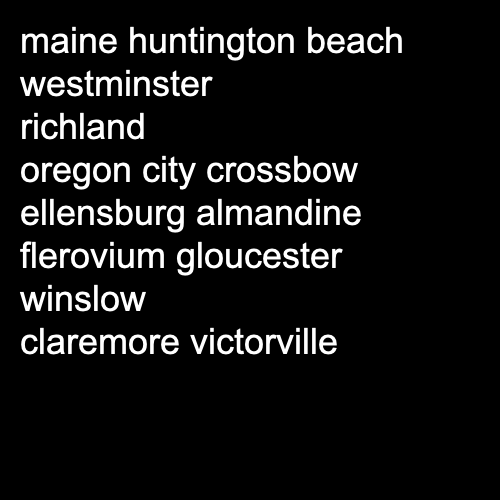 maine huntington beach
westminster
richland
oregon city crossbow
ellensburg almandine
flerovium gloucester
winslow
claremore victorville